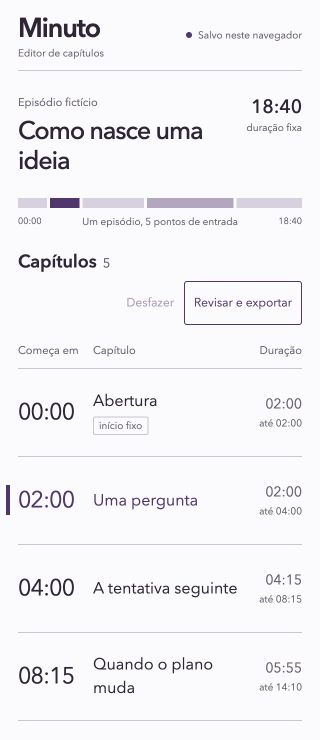 Minuto
Editor de capítulos
Salvo neste navegador
Episódio fictício
Como nasce uma
ideia
18:40
duração fixa
00:00
Um episódio, 5 pontos de entrada
18:40
Capítulos 5
Desfazer
Revisar e exportar
Começa em
Capítulo
Duração
00:00
Abertura
início fixo
02:00
até 02:00
02:00
Uma pergunta
02:00
até 04:00
04:00
A tentativa seguinte
04:15
até 08:15
08:15
Quando o plano
muda
05:55
até 14:10